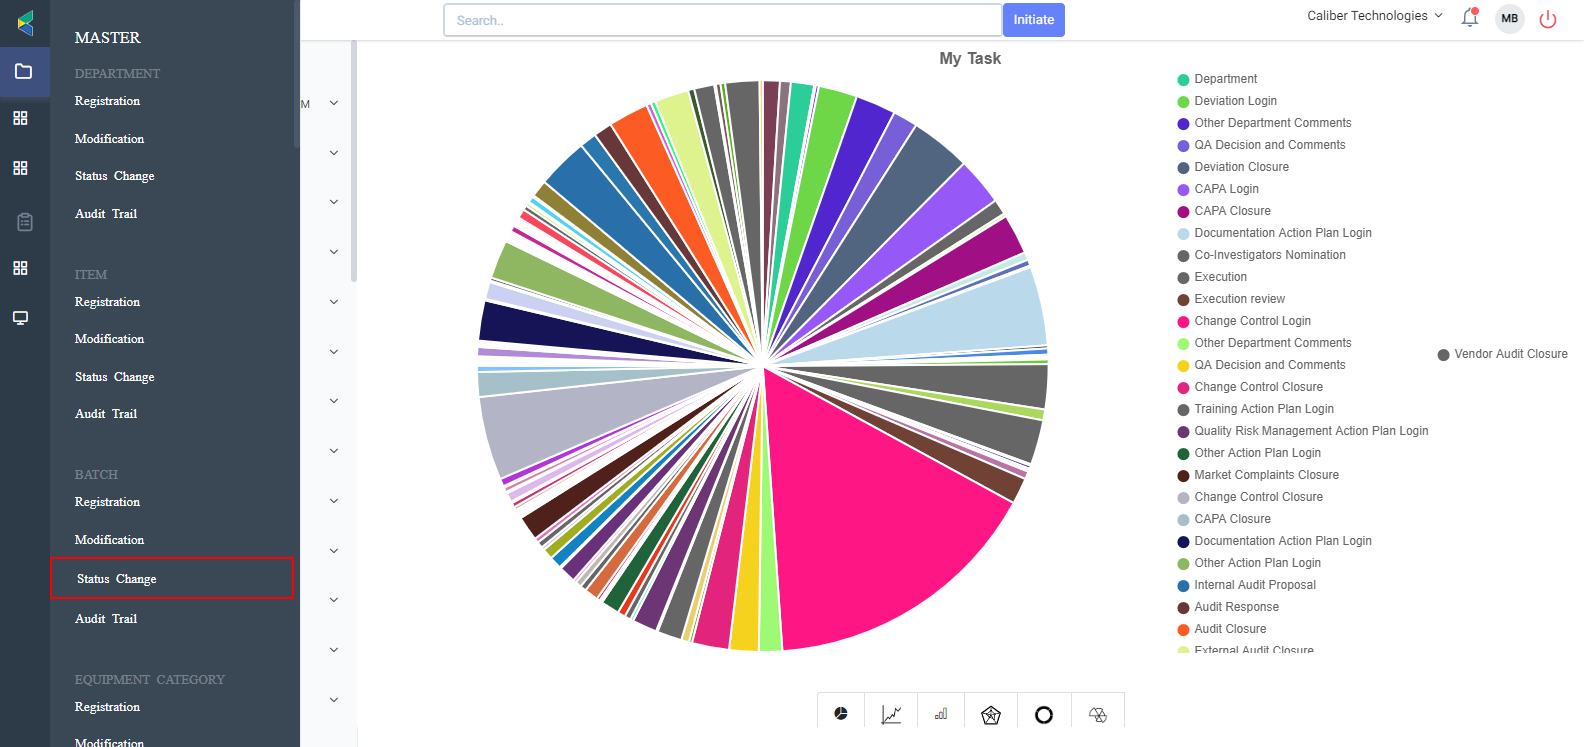 Search..
Initiate
Caliber Technologies
MB
MASTER
DEPARTMENT
Registration
Modification
Status Change
Audit Trail
ITEM
Registration
Modification
Status Change
Audit Trail
BATCH
Registration
Modification
Status Change
Audit Trail
EQUIPMENT CATEGORY
Registration
Modification
M
My Task
Department
Deviation Login
Other Department Comments
QA Decision and Comments
Deviation Closure
CAPA Login
CAPA Closure
Documentation Action Plan Login
Co-Investigators Nomination
Execution
Execution review
Change Control Login
Other Department Comments
QA Decision and Comments
Change Control Closure
Training Action Plan Login
Quality Risk Management Action Plan Login
Other Action Plan Login
Market Complaints Closure
Change Control Closure
CAPA Closure
Documentation Action Plan Login
Other Action Plan Login
Internal Audit Proposal
Audit Response
Audit Closure
External Audit Closure
Vendor Audit Closure